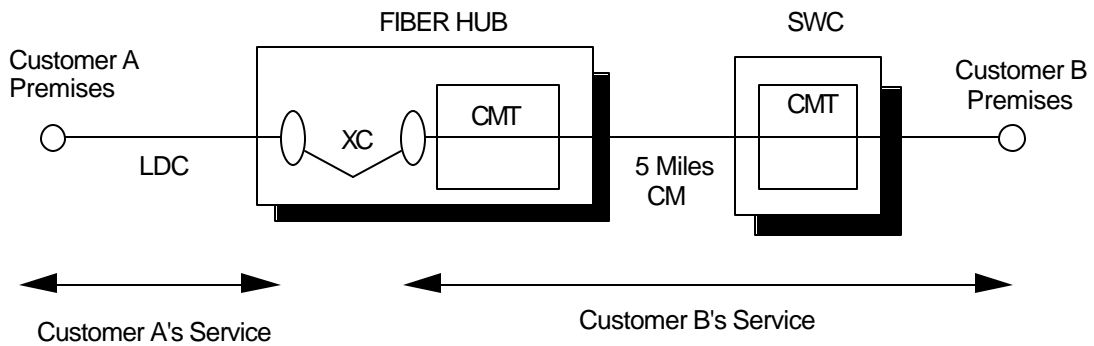 FIBER HUB
SWC
Customer A
Premises
Customer B
Premises
XC
CMT
CMT
LDC
5 Miles
CM
Customer A's Service
Customer B's Service